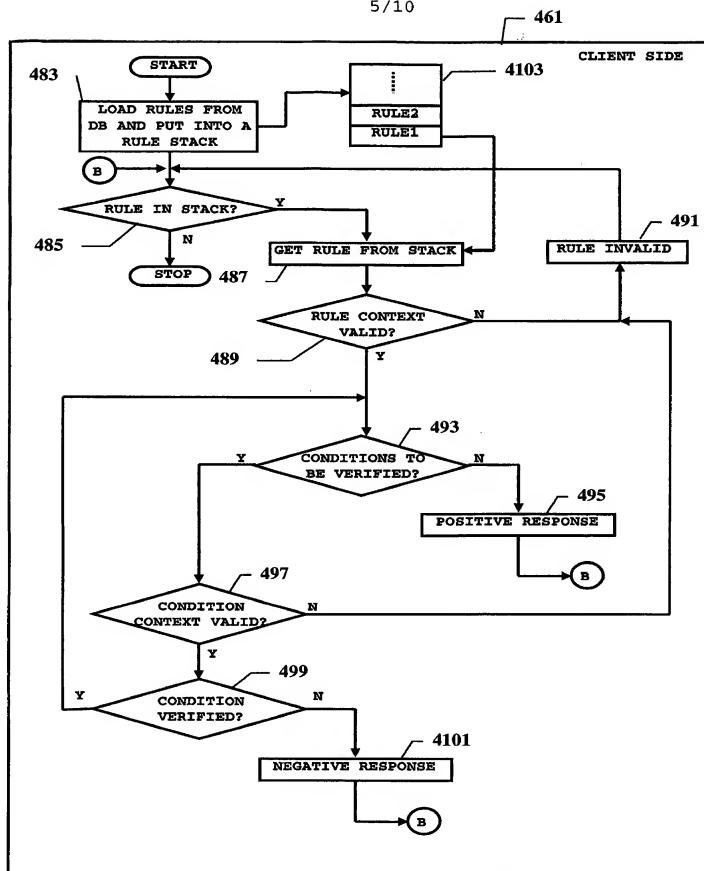 5/10
461
CLIENT SIDE
START
483
4103
LOAD RULES FROM
DB AND PUT INTO A
RULE STACK
RULE2
RULE1
B
RULE IN STACK?
Y
485
N
491
GET RULE FROM STACK
RULE INVALID
STOP
487
RULE CONTEXT
VALID?
N
489
Y
493
Y
CONDITIONS TO
BE VERIFIED?
N
495
POSITIVE RESPONSE
497
B
CONDITION
CONTEXT VALID?
N
Y
499
Y
CONDITION
VERIFIED?
N
4101
NEGATIVE RESPONSE
B